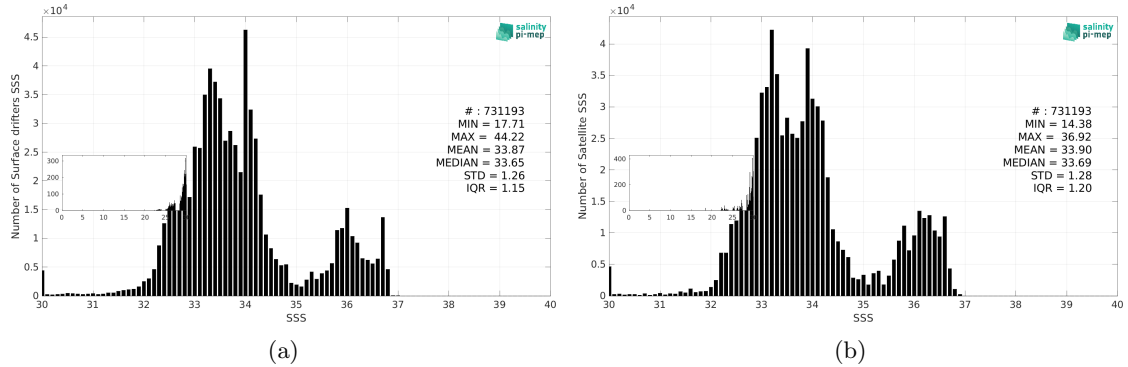 ×10⁴
4.5
4
3.5
3
2.5
2
1.5
1
0.5
0
Number of Surface drifters SSS
salinity
pi-mep
# : 731193
MIN = 17.71
MAX = 44.22
MEAN = 33.87
MEDIAN = 33.65
STD = 1.26
IQR = 1.15
300
200
100
0
0 5 10 15 20 25
30 31 32 33 34 35 36 37 38 39 40
SSS
(a)
×10⁴
4
3.5
3
2.5
2
1.5
1
0.5
0
Number of Satellite SSS
salinity
pi-mep
# : 731193
MIN = 14.38
MAX = 36.92
MEAN = 33.90
MEDIAN = 33.69
STD = 1.28
IQR = 1.20
400
200
0
0 5 10 15 20 25
30 31 32 33 34 35 36 37 38 39 40
SSS
(b)